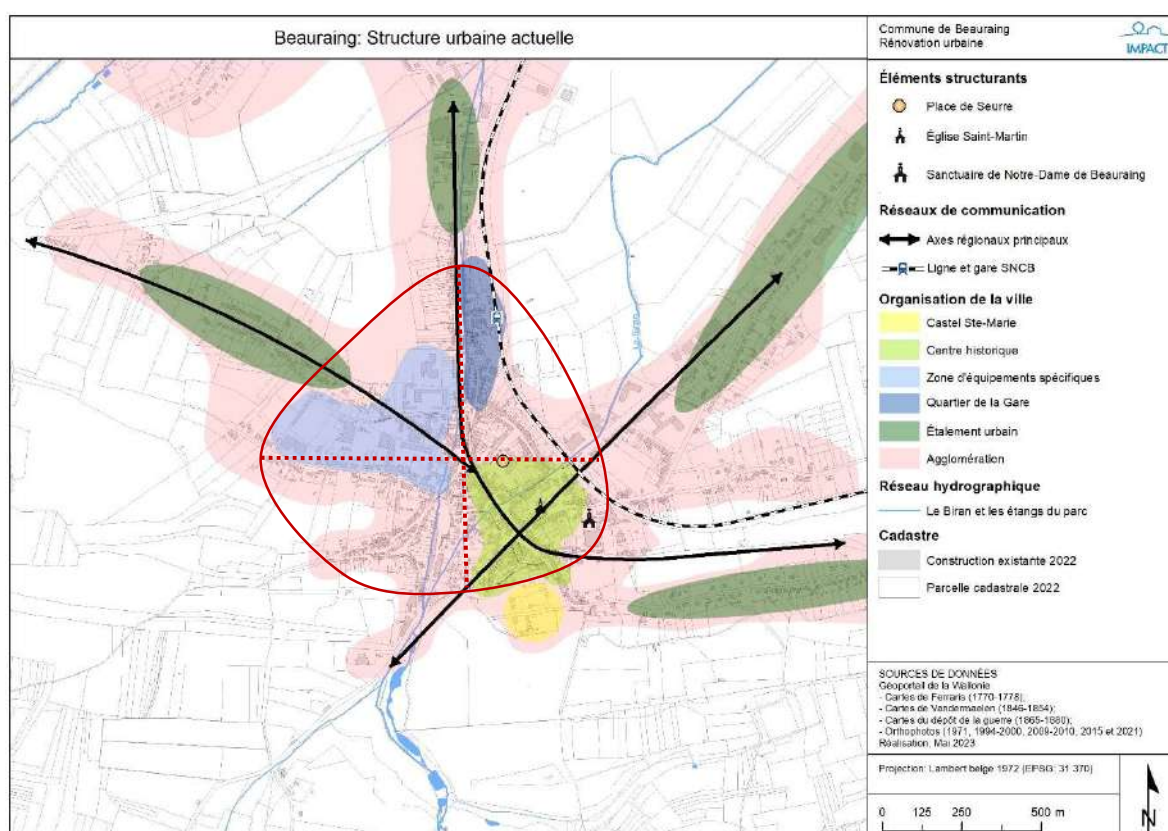 Beauraing: Structure urbaine actuelle
Commune de Beauraing
Rénovation urbaine
IMPACT
Éléments structurants
Place de Seurre
Église Saint-Martin
Sanctuaire de Notre-Dame de Beauraing
Réseaux de communication
Axes régionaux principaux
Ligne et gare SNCB
Organisation de la ville
Castel Ste-Marie
Centre historique
Zone d'équipements spécifiques
Quartier de la Gare
Étalement urbain
Agglomération
Réseau hydrographique
Le Biran et les étangs du parc
Cadastre
Construction existante 2022
Parcelle cadastrale 2022
SOURCES DE DONNÉES
Géoportail de la Wallonie
- Cartes de Ferraris (1770-1778);
- Cartes de Vandermaelen (1846-1854);
- Cartes du dépôt de la guerre (1865-1880);
- Orthophotos (1971, 1994-2000, 2009-2010, 2015 et 2021)
Réalisation, Mai 2023
Projection: Lambert belge 1972 (EPSG: 31 370)
0 125 250 500 m
N
Le Biran